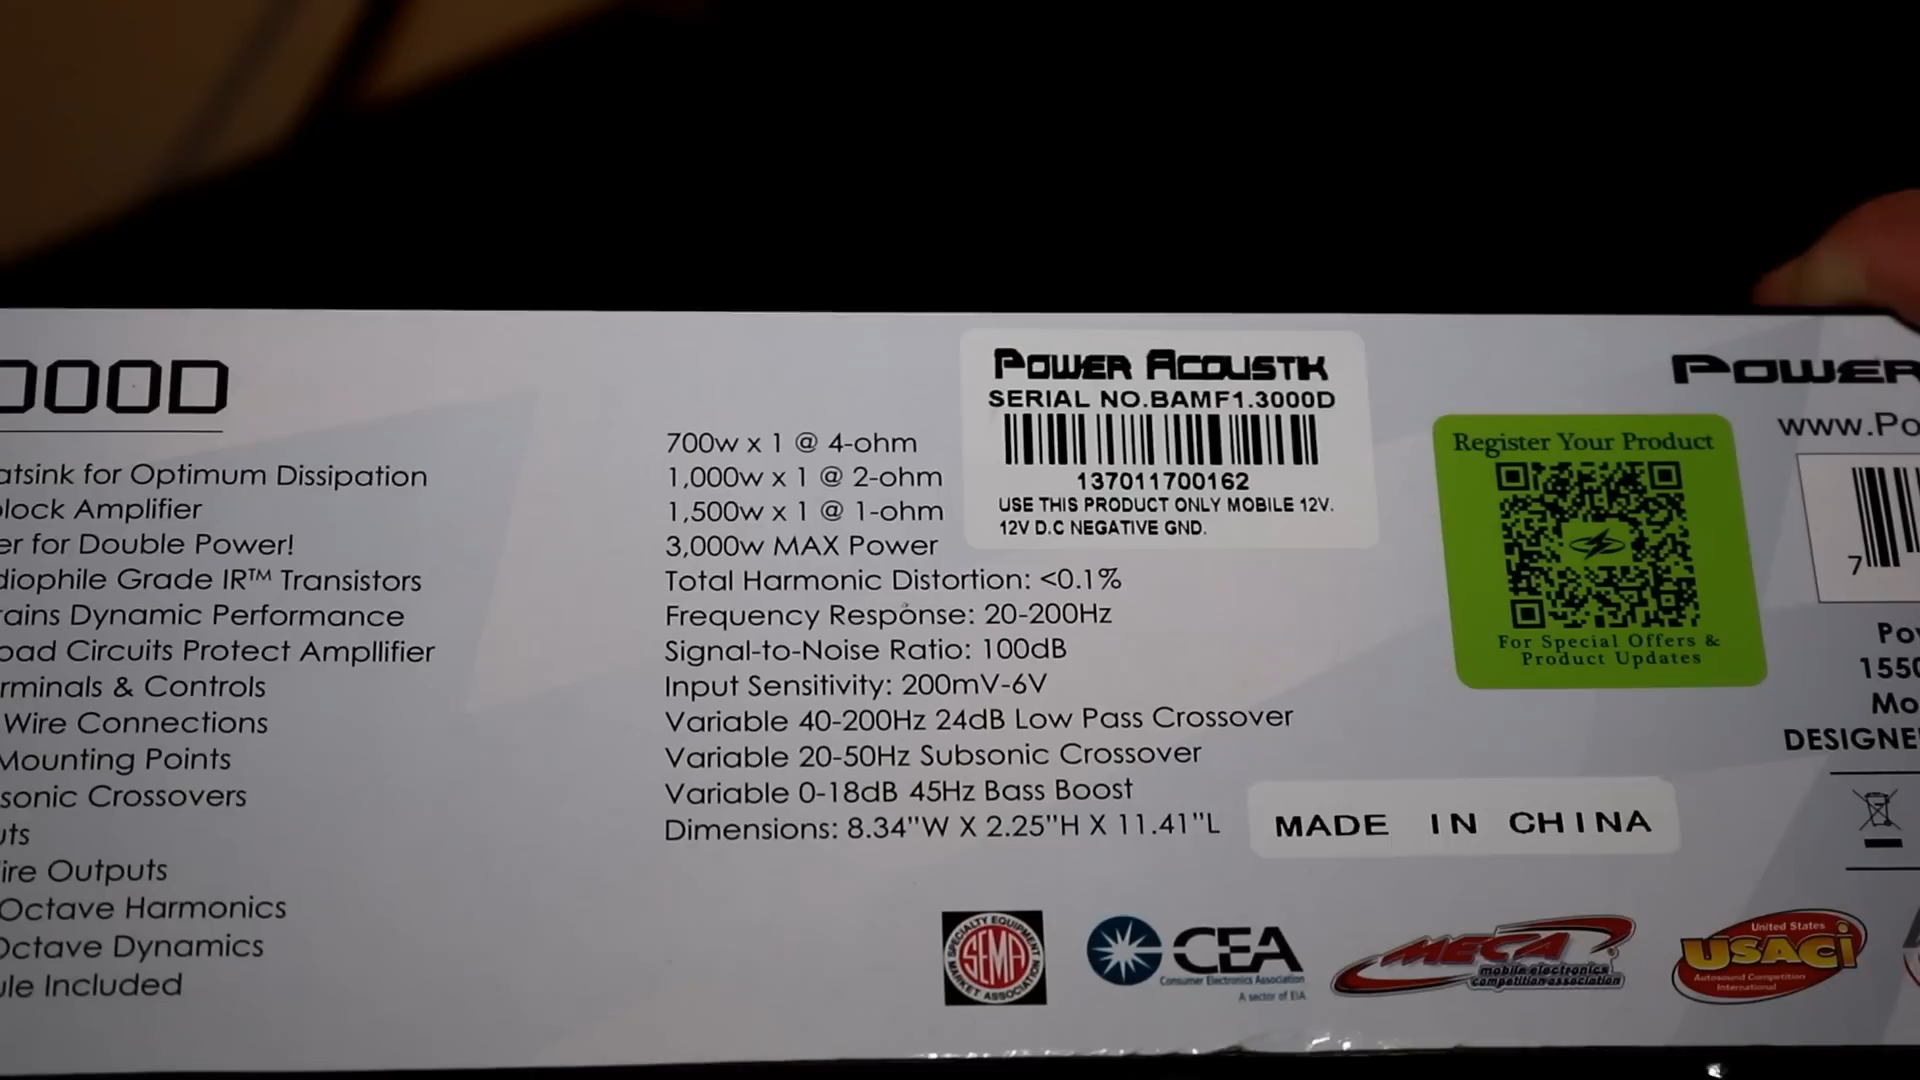 000D
atsink for Optimum Dissipation
lock Amplifier
er for Double Power!
diophile Grade IR™ Transistors
rains Dynamic Performance
oad Circuits Protect Ampllifier
rminals & Controls
Wire Connections
Mounting Points
sonic Crossovers
uts
ire Outputs
Octave Harmonics
Octave Dynamics
ule Included
700w x 1 @ 4-ohm
1,000w x 1 @ 2-ohm
1,500w x 1 @ 1-ohm
3,000w MAX Power
Total Harmonic Distortion: <0.1%
Frequency Response: 20-200Hz
Signal-to-Noise Ratio: 100dB
Input Sensitivity: 200mV-6V
Variable 40-200Hz 24dB Low Pass Crossover
Variable 20-50Hz Subsonic Crossover
Variable 0-18dB 45Hz Bass Boost
Dimensions: 8.34"W X 2.25"H X 11.41"L
POWER ACOUSTIK
SERIAL NO.BAMF1.3000D
137011700162
USE THIS PRODUCT ONLY MOBILE 12V.
12V D.C NEGATIVE GND.
Register Your Product
For Special Offers &
Product Updates
MADE IN CHINA
POWER
www.Po
7
Po
155
Mo
DESIGNE
SPECIALTY EQUIPMENT
SEMA
MARKET ASSOCIATION
CEA
Consumer Electronics Association
A sector of EIA
MECA
mobile electronics
competition association
United States
USACi
Autosound Competition
International